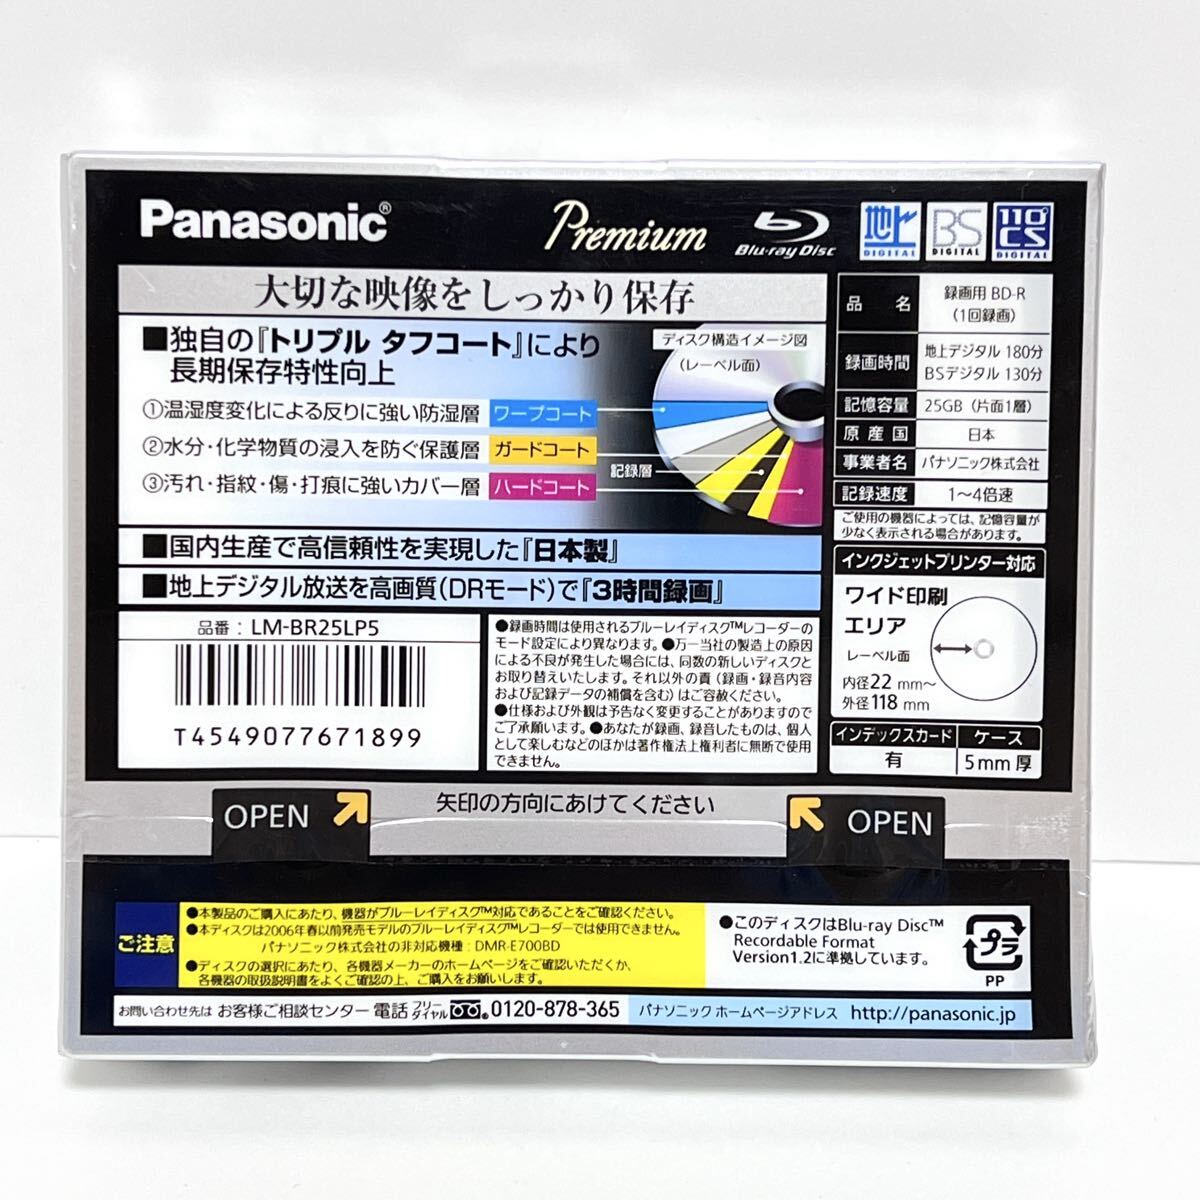 Panasonic®
Premium
Blu-ray Disc
地上
DIGITAL
BS
DIGITAL
110°
CS
DIGITAL
大切な映像をしっかり保存
■独自の『トリプル タフコート』により
長期保存特性向上
①温湿度変化による反りに強い防湿層 ワープコート
②水分・化学物質の浸入を防ぐ保護層 ガードコート
③汚れ・指紋・傷・打痕に強いカバー層 ハードコート
ディスク構造イメージ図
(レーベル面)
記録層
■国内生産で高信頼性を実現した『日本製』
■地上デジタル放送を高画質(DRモード)で『3時間録画』
品名 録画用 BD-R
(1回録画)
録画時間 地上デジタル 180分
BSデジタル 130分
記憶容量 25GB (片面1層)
原産国 日本
事業者名 パナソニック株式会社
記録速度 1〜4倍速
ご使用の機器によっては、記憶容量が
少なく表示される場合があります。
インクジェットプリンター対応
ワイド印刷
エリア
レーベル面
内径22 mm〜
外径118 mm
インデックスカード ケース
有 5mm厚
品番: LM-BR25LP5
T4549077671899
●録画時間は使用されるブルーレイディスク™レコーダーの
モード設定により異なります。●万一当社の製造上の原因
による不良が発生した場合には、同数の新しいディスクと
お取り替えいたします。それ以外の責(録画・録音内容
および記録データの補償を含む)はご容赦ください。
●仕様および外観は予告なく変更することがありますので
ご了承願います。●あなたが録画、録音したものは、個人
として楽しむなどのほかは著作権法上権利者に無断で使用
できません。
OPEN
矢印の方向にあけてください
OPEN
ご注意
●本製品のご購入にあたり、機器がブルーレイディスク™対応であることをご確認ください。
●本ディスクは2006年春以前発売モデルのブルーレイディスク™レコーダーでは使用できません。
パナソニック株式会社の非対応機種:DMR-E700BD
●ディスクの選択にあたり、各機器メーカーのホームページをご確認いただくか、
各機器の取扱説明書をよくご確認の上、ご購入をお願いします。
●このディスクはBlu-ray Disc™
Recordable Format
Version1.2に準拠しています。
プラ
PP
お問い合わせ先は お客様ご相談センター 電話 フリーダイヤル 0120-878-365
パナソニック ホームページアドレス http://panasonic.jp